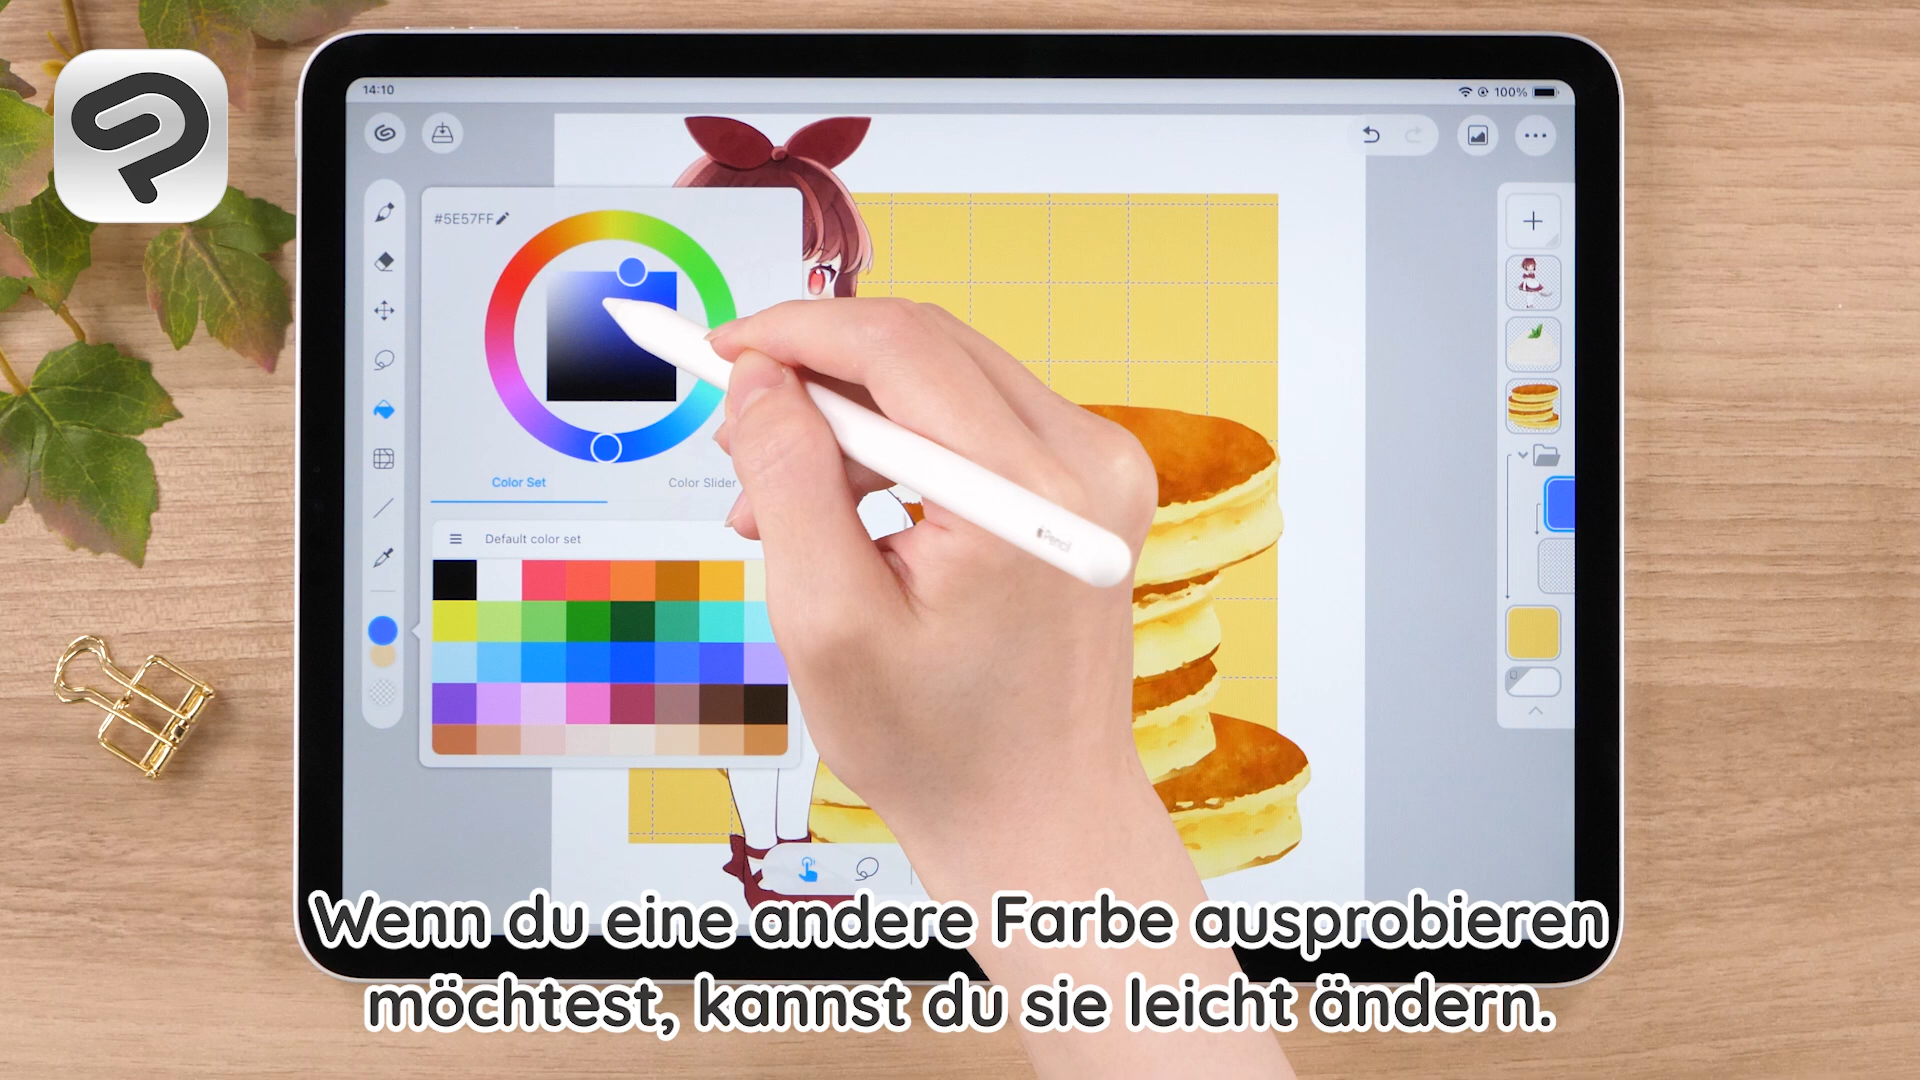 14:10
100%
#5E57FF
Color Set
Color Slider
Default color set
Pencil
Wenn du eine andere Farbe ausprobieren
möchtest, kannst du sie leicht ändern.